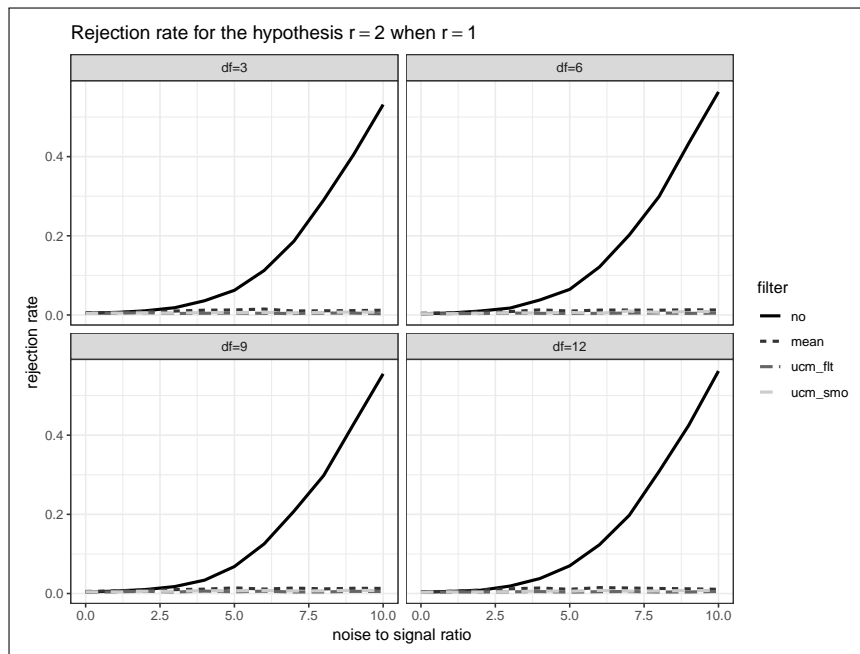 Rejection rate for the hypothesis r = 2 when r = 1
df=3
df=6
0.4
0.2
0.0
df=9
df=12
0.4
0.2
0.0
0.0 2.5 5.0 7.5 10.0
0.0 2.5 5.0 7.5 10.0
noise to signal ratio
rejection rate
filter
no
mean
ucm_flt
ucm_smo